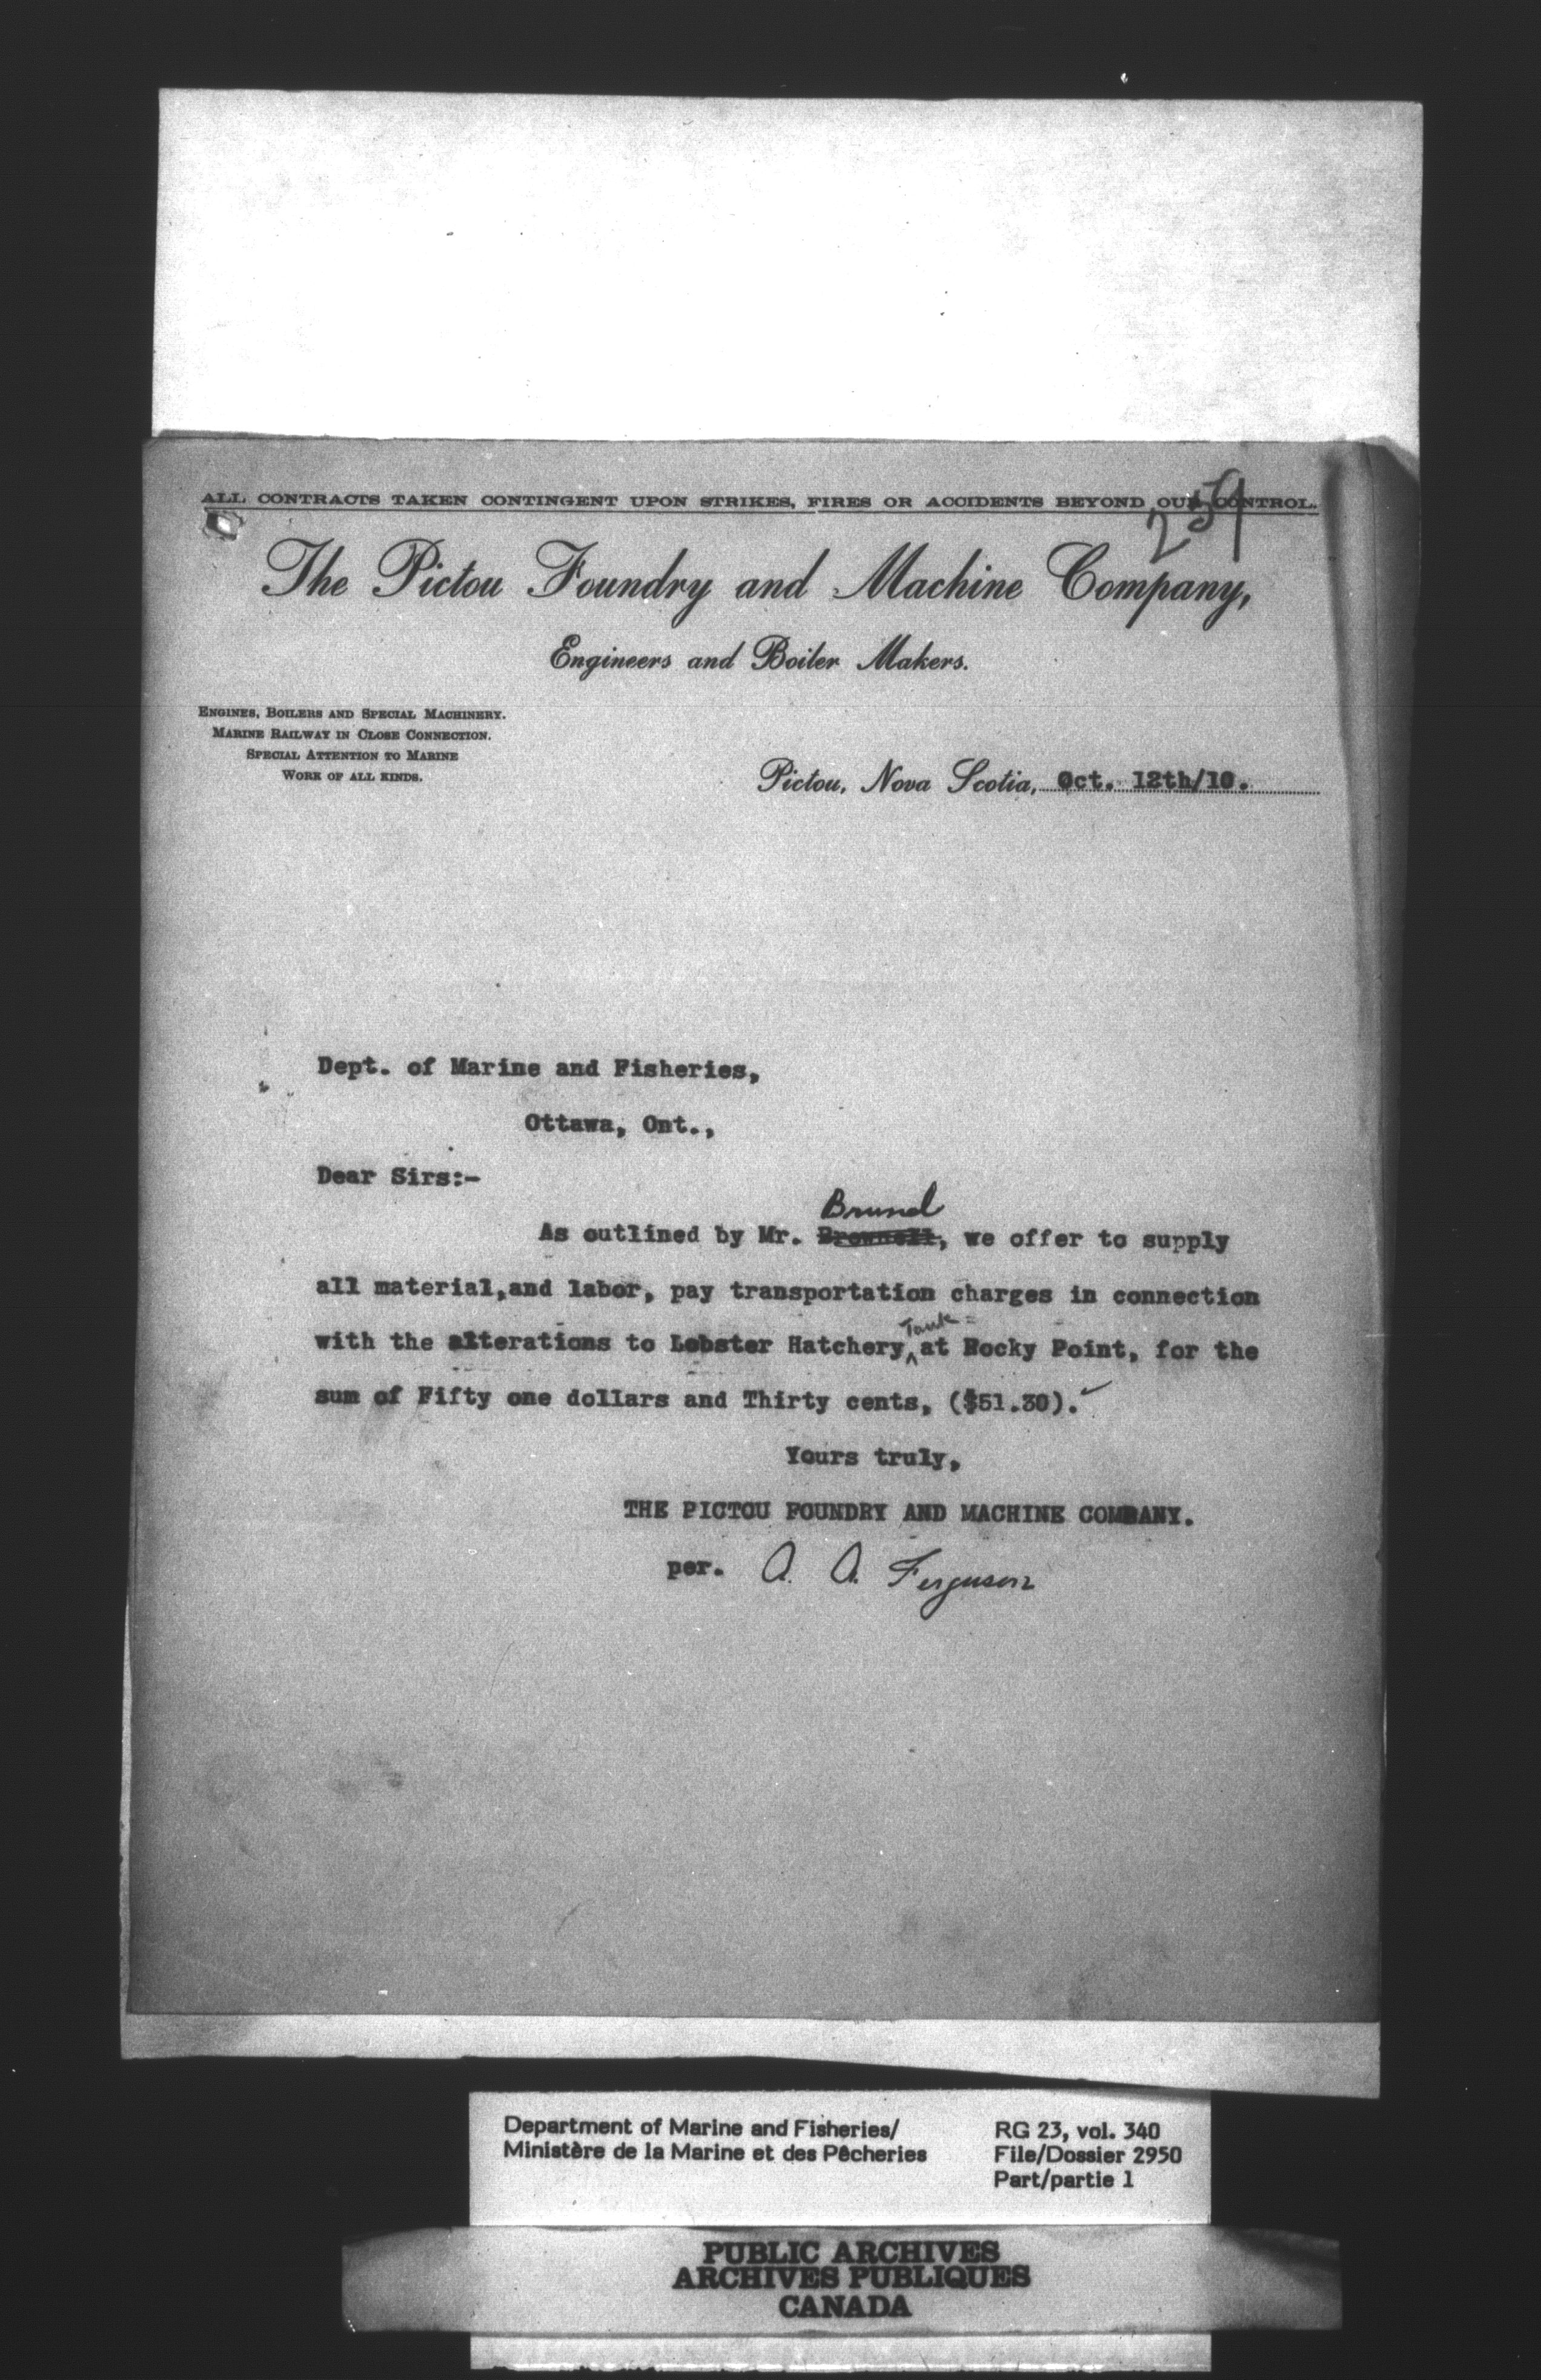 ALL CONTRACTS TAKEN CONTINGENT UPON STRIKES, FIRES OR ACCIDENTS BEYOND OUR CONTROL.
259
The Pictou Foundry and Machine Company,
Engineers and Boiler Makers.
ENGINES, BOILERS AND SPECIAL MACHINERY.
MARINE RAILWAY IN CLOSE CONNECTION.
SPECIAL ATTENTION TO MARINE
WORK OF ALL KINDS.
Pictou, Nova Scotia, Oct. 12th/10.
Dept. of Marine and Fisheries,
Ottawa, Ont.,
Dear Sirs:-
Brunel
As outlined by Mr. Brownell, we offer to supply
all material, and labor, pay transportation charges in connection
Tank
with the alterations to Lobster Hatchery, at Rocky Point, for the
sum of Fifty one dollars and Thirty cents, ($51.30).
Yours truly,
THE PICTOU FOUNDRY AND MACHINE COMPANY.
per. A. A. Ferguson
Department of Marine and Fisheries/
Ministère de la Marine et des Pêcheries
RG 23, vol. 340
File/Dossier 2950
Part/partie 1
PUBLIC ARCHIVES
ARCHIVES PUBLIQUES
CANADA